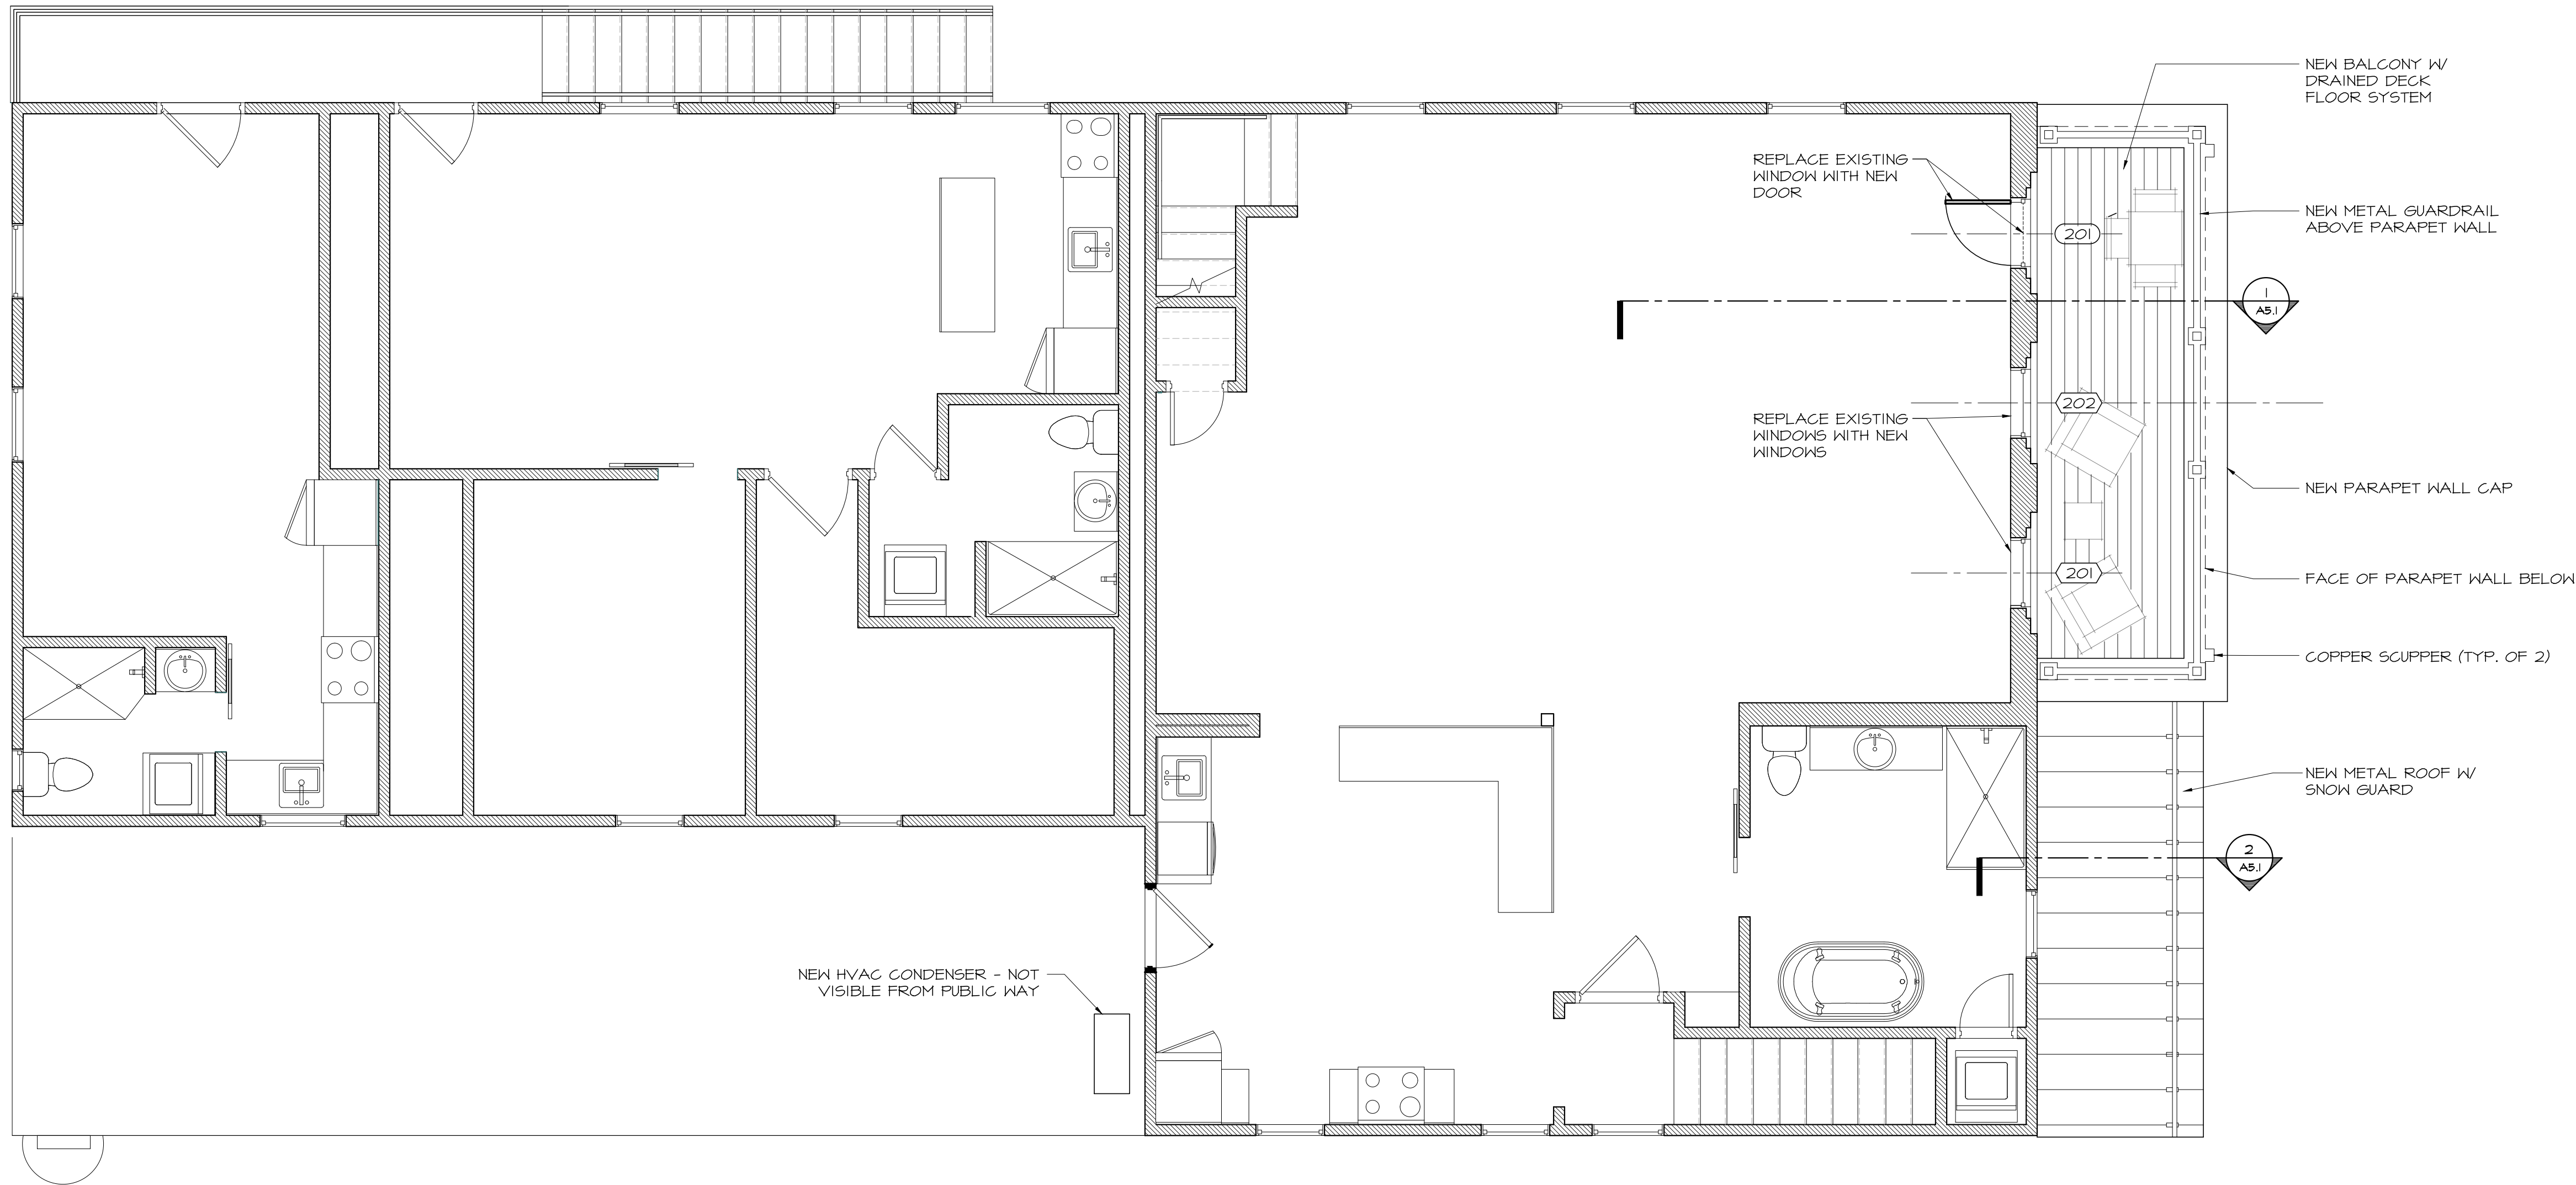 NEW BALCONY W/
DRAINED DECK
FLOOR SYSTEM
REPLACE EXISTING
WINDOW WITH NEW
DOOR
NEW METAL GUARDRAIL
ABOVE PARAPET WALL
201
1
A5.1
202
REPLACE EXISTING
WINDOWS WITH NEW
WINDOWS
NEW PARAPET WALL CAP
201
FACE OF PARAPET WALL BELOW
COPPER SCUPPER (TYP. OF 2)
NEW METAL ROOF W/
SNOW GUARD
2
A5.1
NEW HVAC CONDENSER - NOT
VISIBLE FROM PUBLIC WAY